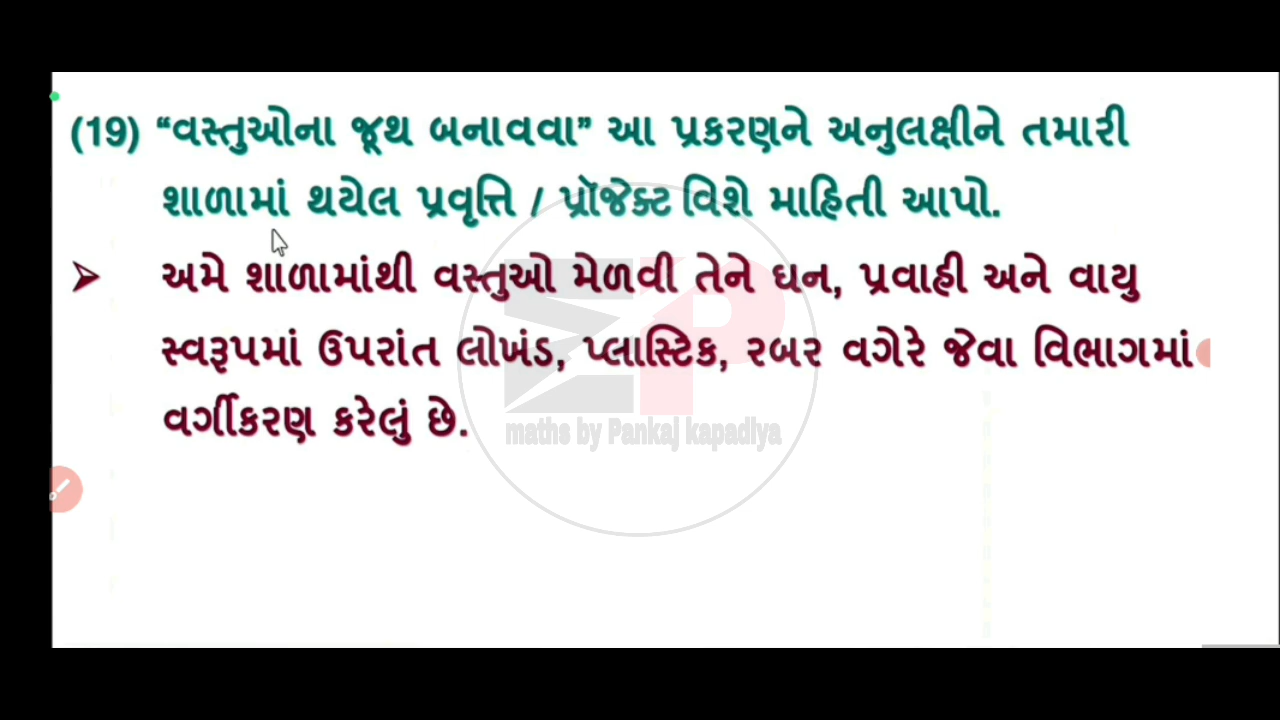 (19) “વસ્તુઓના જૂથ બનાવવા” આ પ્રકરણને અનુલક્ષીને તમારી
શાળામાં થયેલ પ્રવૃત્તિ / પ્રૉજેક્ટ વિશે માહિતી આપો.
➢ અમે શાળામાંથી વસ્તુઓ મેળવી તેને ઘન, પ્રવાહી અને વાયુ
સ્વરૂપમાં ઉપરાંત લોખંડ, પ્લાસ્ટિક, રબર વગેરે જેવા વિભાગમાં
વર્ગીકરણ કરેલું છે.
maths by Pankaj kapadiya